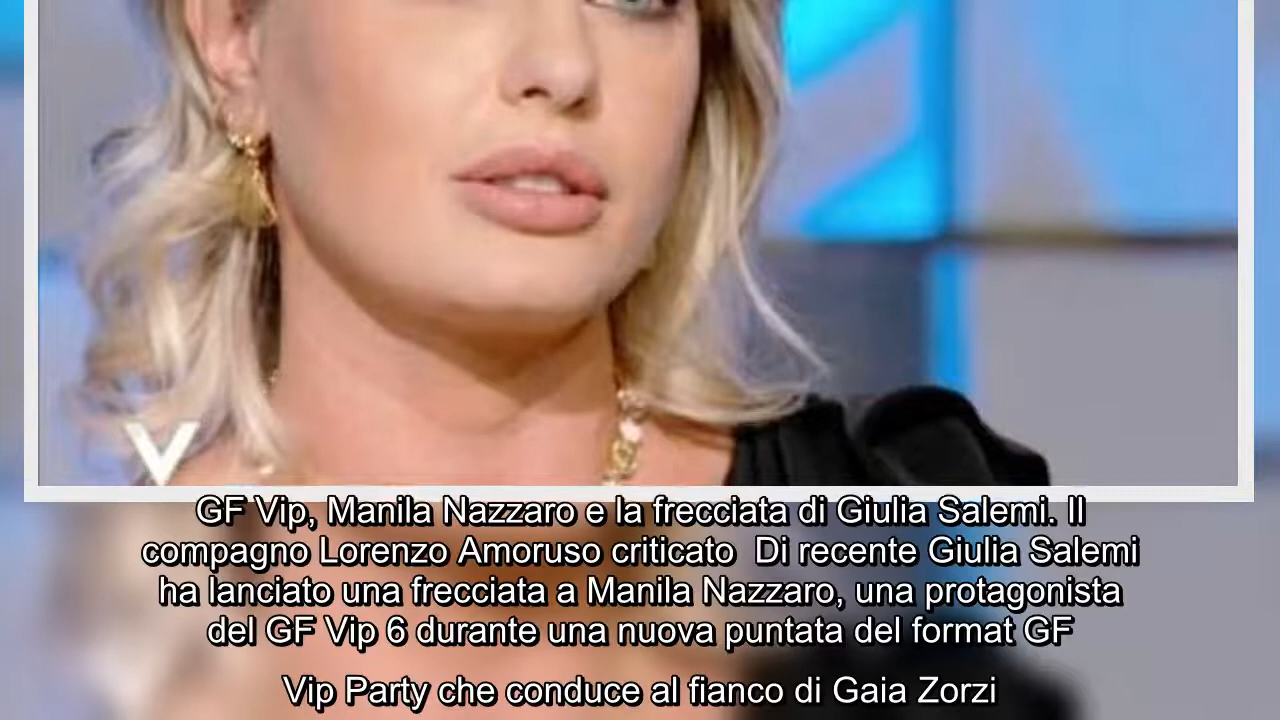 V
GF Vip, Manila Nazzaro e la frecciata di Giulia Salemi. Il
compagno Lorenzo Amoruso criticato  Di recente Giulia Salemi
ha lanciato una frecciata a Manila Nazzaro, una protagonista
del GF Vip 6 durante una nuova puntata del format GF
Vip Party che conduce al fianco di Gaia Zorzi